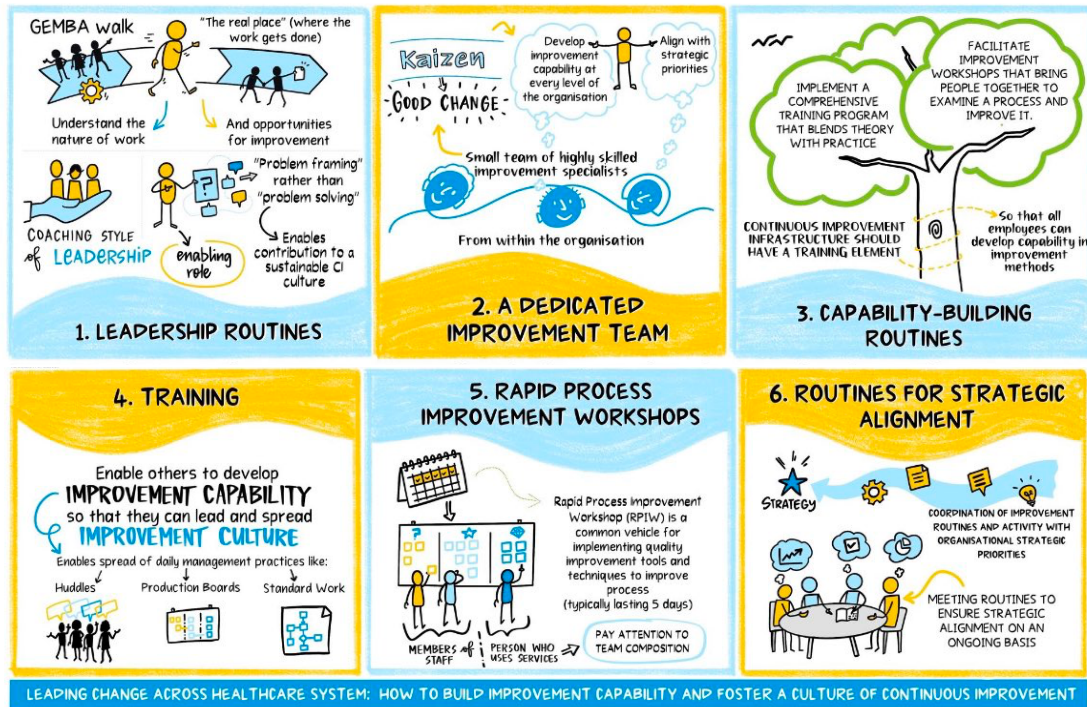 GEMBA walk
"The real place" (where the
work gets done)
Understand the
nature of work
And opportunities
for improvement
COACHING STYLE
of LEADERSHIP
?
"Problem framing"
rather than
"problem solving"
enabling
role
Enables
contribution to a
sustainable CI
culture
1. LEADERSHIP ROUTINES
Kaizen
GOOD CHANGE
Develop
improvement
capability at
every level of
the organisation
Align with
strategic
priorities
Small team of highly skilled
improvement specialists
From within the organisation
2. A DEDICATED
IMPROVEMENT TEAM
IMPLEMENT A
COMPREHENSIVE
TRAINING PROGRAM
THAT BLENDS THEORY
WITH PRACTICE
FACILITATE
IMPROVEMENT
WORKSHOPS THAT BRING
PEOPLE TOGETHER TO
EXAMINE A PROCESS AND
IMPROVE IT.
CONTINUOUS IMPROVEMENT
INFRASTRUCTURE SHOULD
HAVE A TRAINING ELEMENT
So that all
employees can
develop capability in
improvement
methods
3. CAPABILITY-BUILDING
ROUTINES
4. TRAINING
Enable others to develop
IMPROVEMENT CAPABILITY
so that they can lead and spread
IMPROVEMENT CULTURE
Enables spread of daily management practices like:
Huddles
Production Boards
Standard Work
5. RAPID PROCESS
IMPROVEMENT WORKSHOPS
?
Rapid Process Improvement
Workshop (RPIW) is a
common vehicle for
implementing quality
improvement tools and
techniques to improve
process
(typically lasting 5 days)
MEMBERS of
STAFF
PERSON WHO
USES SERVICES
PAY ATTENTION TO
TEAM COMPOSITION
6. ROUTINES FOR STRATEGIC
ALIGNMENT
STRATEGY
COORDINATION OF IMPROVEMENT
ROUTINES AND ACTIVITY WITH
ORGANISATIONAL STRATEGIC
PRIORITIES
MEETING ROUTINES TO
ENSURE STRATEGIC
ALIGNMENT ON AN
ONGOING BASIS
LEADING CHANGE ACROSS HEALTHCARE SYSTEM: HOW TO BUILD IMPROVEMENT CAPABILITY AND FOSTER A CULTURE OF CONTINUOUS IMPROVEMENT